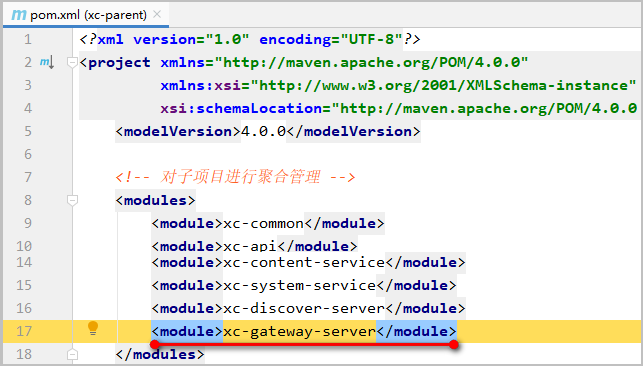 pom.xml (xc-parent)
1 <?xml version="1.0" encoding="UTF-8"?>
2 <project xmlns="http://maven.apache.org/POM/4.0.0"
3 xmlns:xsi="http://www.w3.org/2001/XMLSchema-instance"
4 xsi:schemaLocation="http://maven.apache.org/POM/4.0.0
5 <modelVersion>4.0.0</modelVersion>
6
7 <!-- 对子项目进行聚合管理 -->
8 <modules>
9 <module>xc-common</module>
10 <module>xc-api</module>
14 <module>xc-content-service</module>
15 <module>xc-system-service</module>
16 <module>xc-discover-server</module>
17 <module>xc-gateway-server</module>
18 </modules>